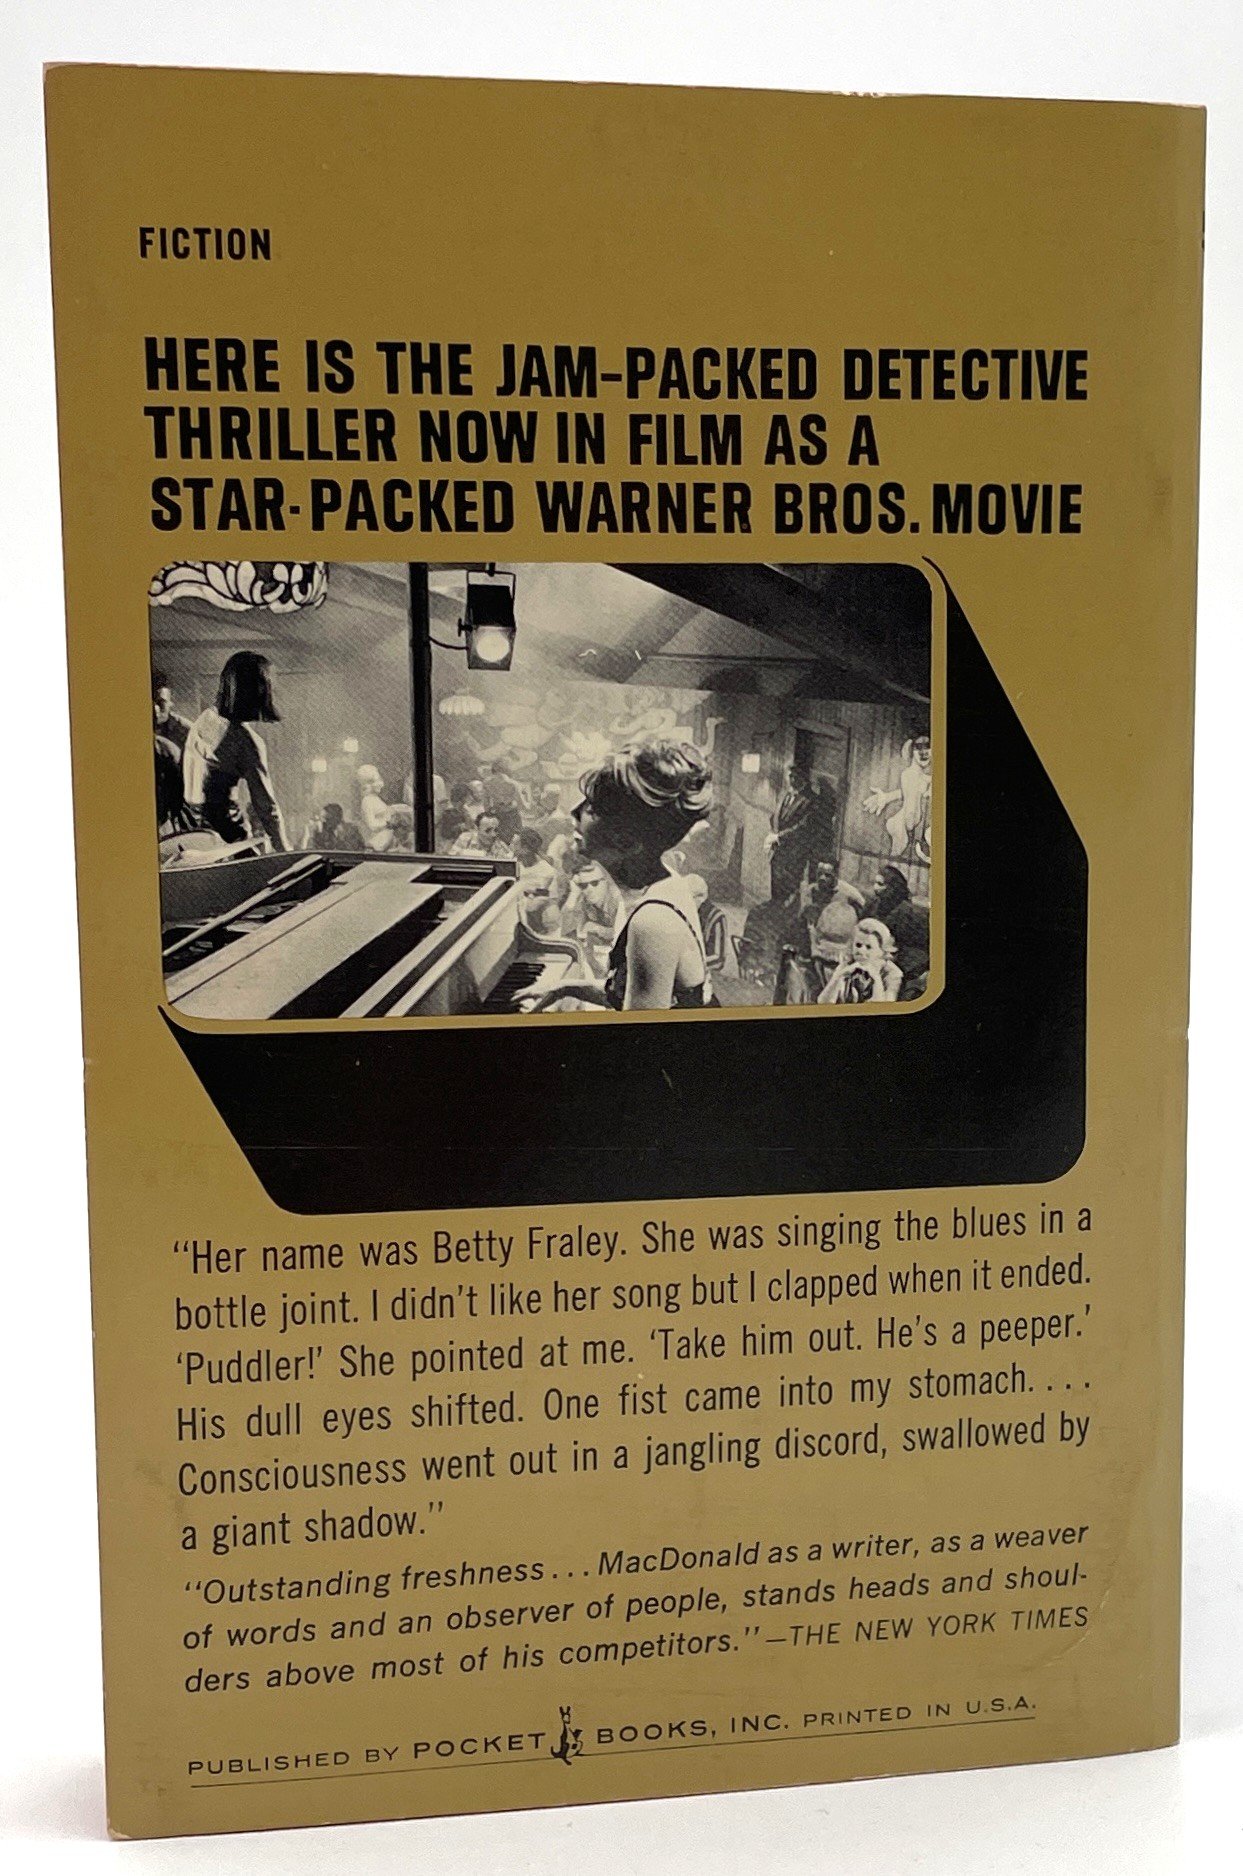 FICTION
HERE IS THE JAM-PACKED DETECTIVE
THRILLER NOW IN FILM AS A
STAR-PACKED WARNER BROS. MOVIE
"Her name was Betty Fraley. She was singing the blues in a
bottle joint. I didn't like her song but I clapped when it ended.
'Puddler!' She pointed at me. 'Take him out. He's a peeper.'
His dull eyes shifted. One fist came into my stomach. . . .
Consciousness went out in a jangling discord, swallowed by
a giant shadow."
"Outstanding freshness . . . MacDonald as a writer, as a weaver
of words and an observer of people, stands heads and shoul-
ders above most of his competitors."—THE NEW YORK TIMES
PUBLISHED BY POCKET BOOKS, INC. PRINTED IN U.S.A.